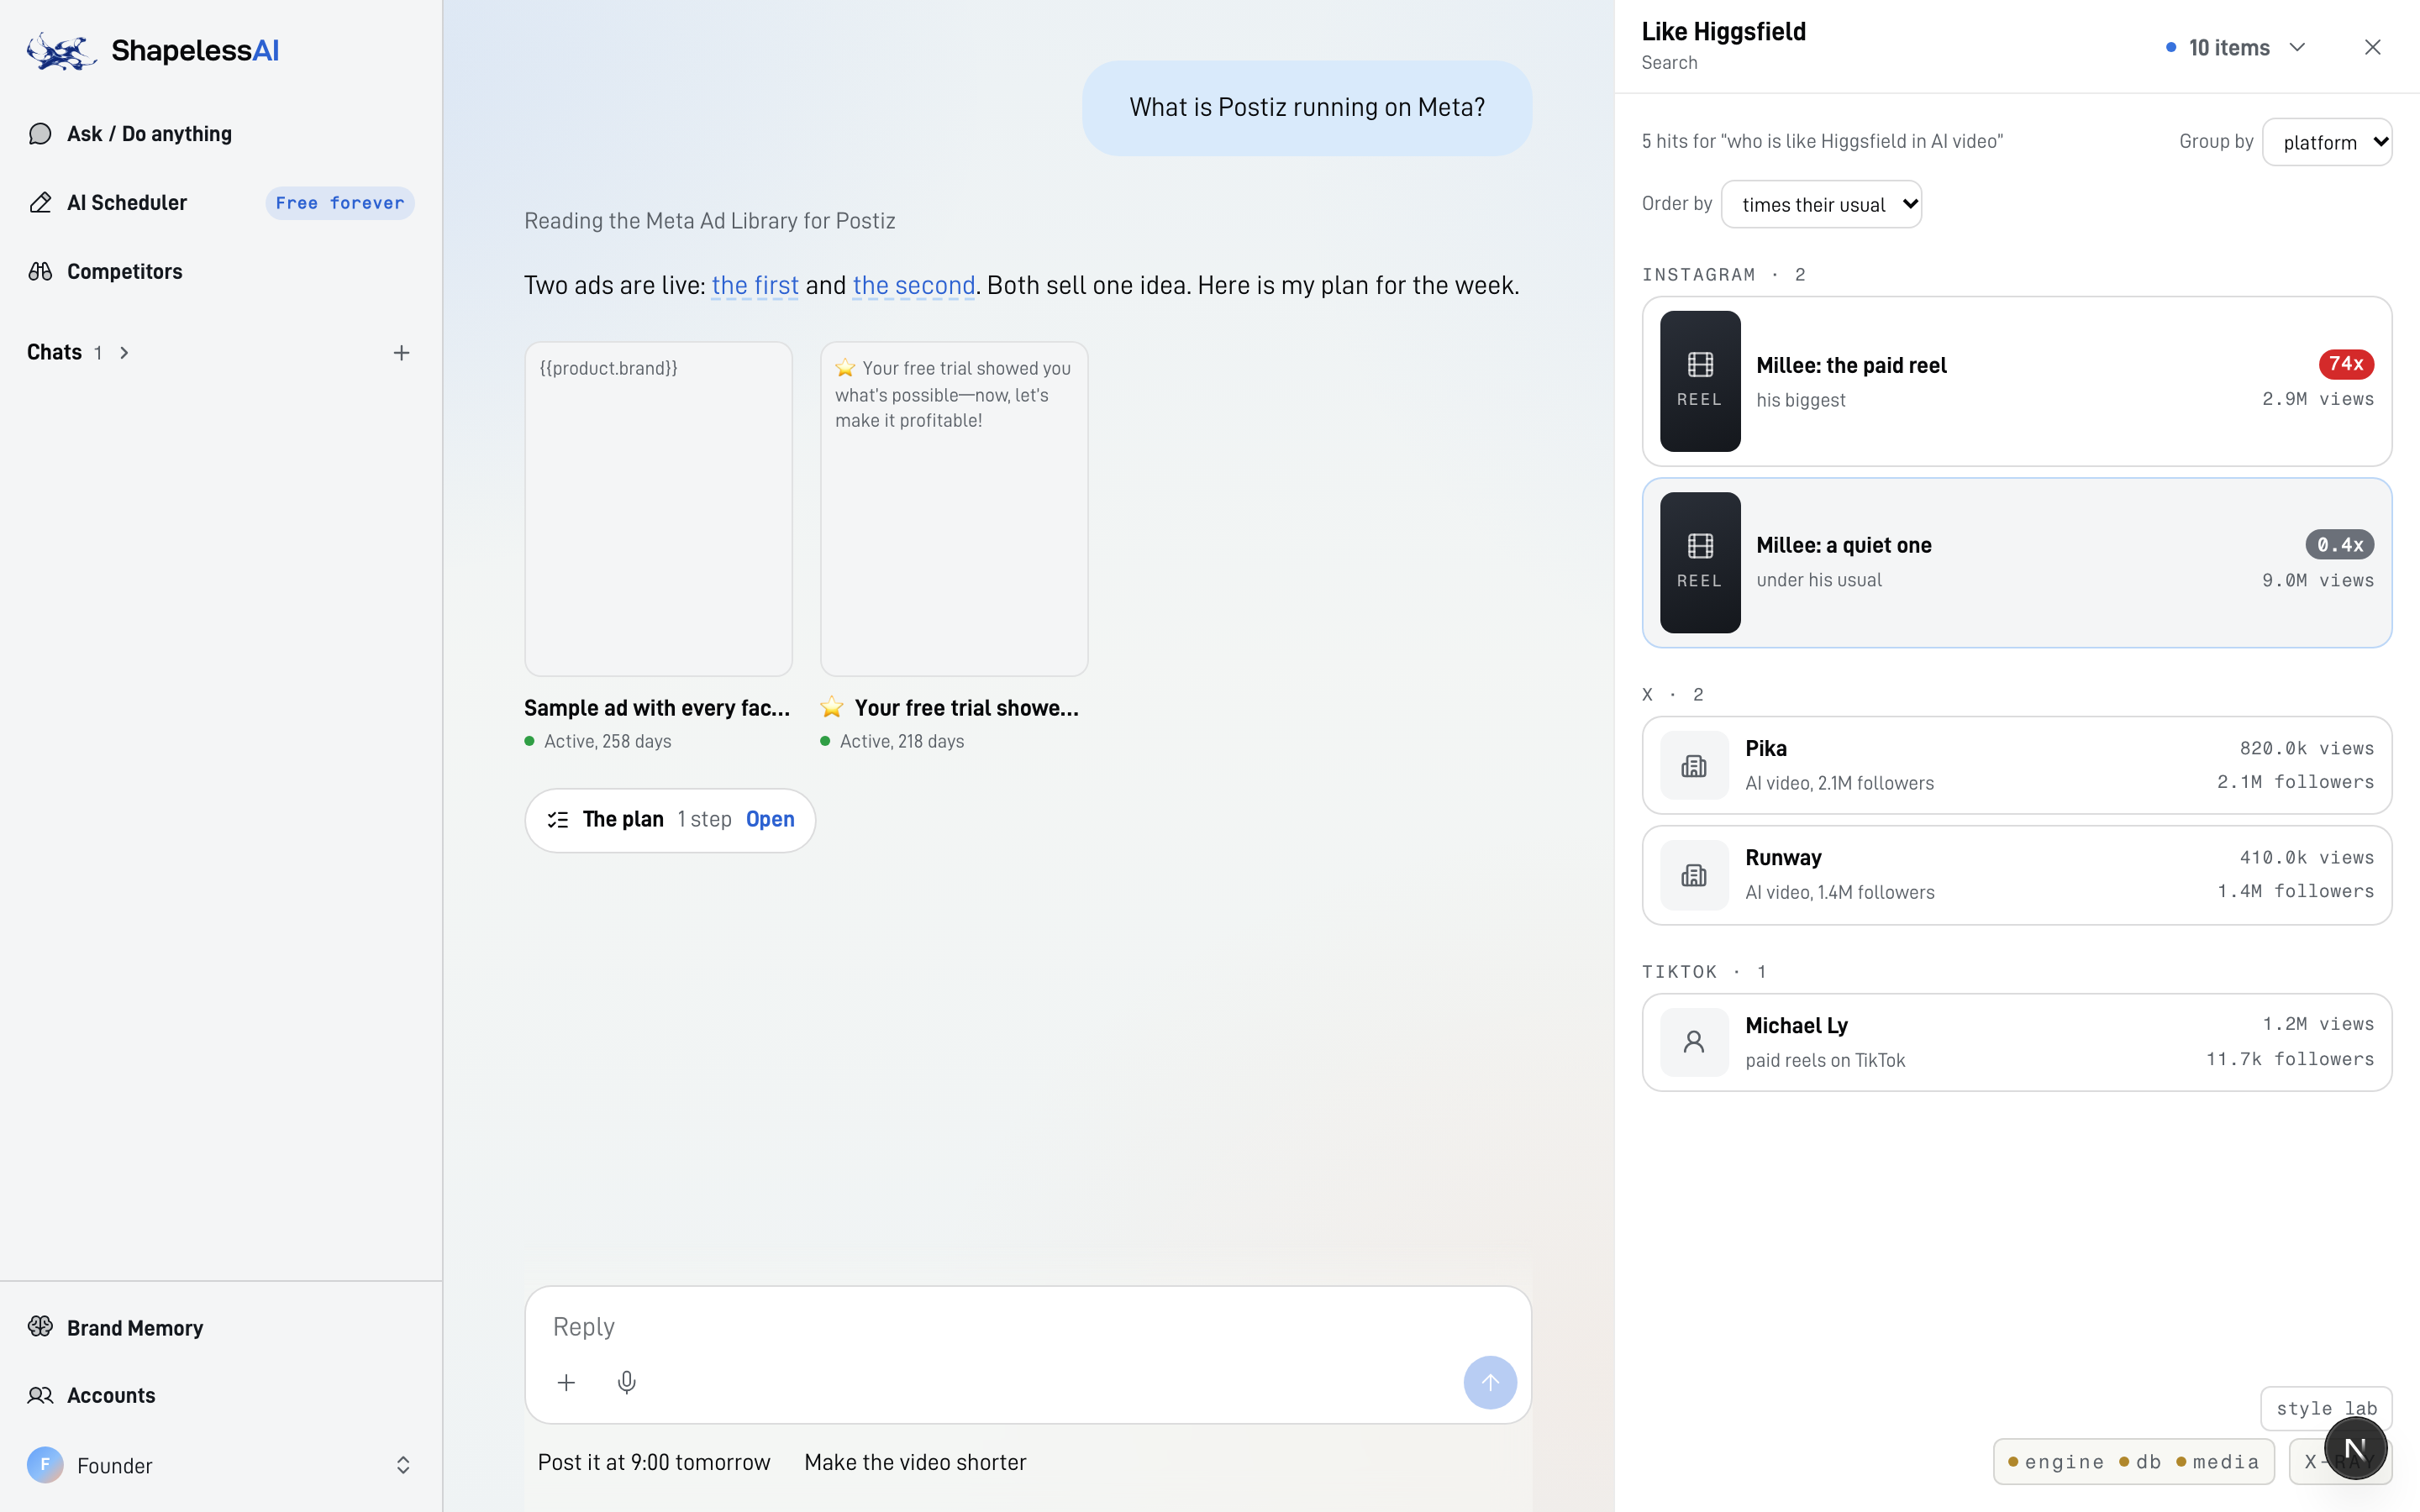 ShapelessAI
Ask / Do anything
AI Scheduler
Free forever
Competitors
Chats 1
Brand Memory
Accounts
F
Founder
What is Postiz running on Meta?
Reading the Meta Ad Library for Postiz
Two ads are live: the first and the second. Both sell one idea. Here is my plan for the week.
{{product.brand}}
Sample ad with every fac...
Active, 258 days
⭐ Your free trial showed you
what's possible—now, let's
make it profitable!
⭐ Your free trial showe...
Active, 218 days
The plan 1 step Open
Reply
Post it at 9:00 tomorrow
Make the video shorter
Like Higgsfield
Search
10 items
5 hits for "who is like Higgsfield in AI video"
Group by platform
Order by times their usual
INSTAGRAM · 2
REEL
Millee: the paid reel
his biggest
74x
2.9M views
REEL
Millee: a quiet one
under his usual
0.4x
9.0M views
X · 2
Pika
AI video, 2.1M followers
820.0k views
2.1M followers
Runway
AI video, 1.4M followers
410.0k views
1.4M followers
TIKTOK · 1
Michael Ly
paid reels on TikTok
1.2M views
11.7k followers
style lab
engine db media
X-RAY
N